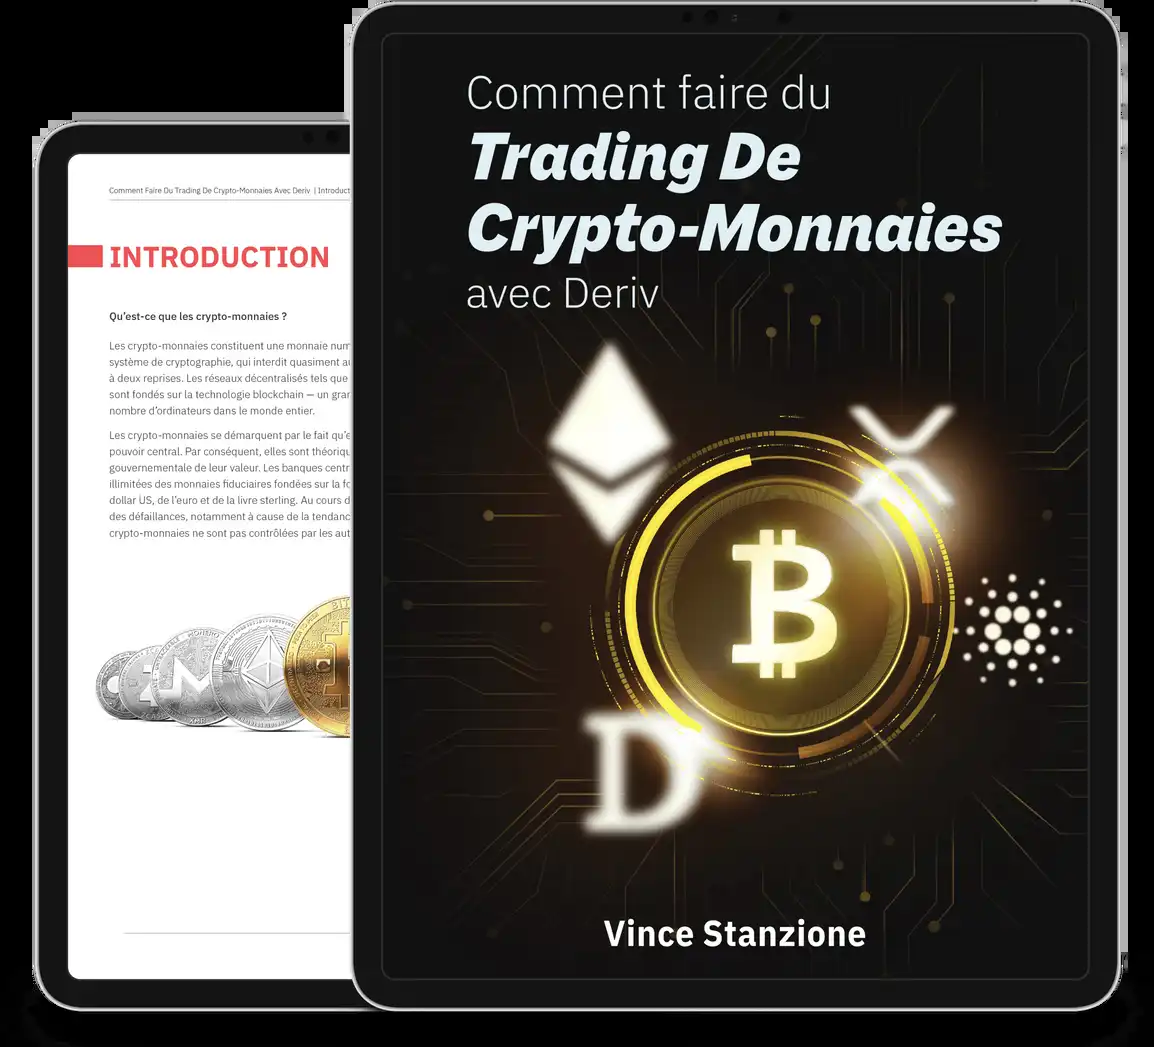 Comment faire du
Trading De
Crypto-Monnaies
avec Deriv
Vince Stanzione
Comment Faire Du Trading De Crypto-Monnaies Avec Deriv | Introduct
INTRODUCTION
Qu'est-ce que les crypto-monnaies ?
Les crypto-monnaies constituent une monnaie num
système de cryptographie, qui interdit quasiment au
à deux reprises. Les réseaux décentralisés tels que
sont fondés sur la technologie blockchain — un gran
nombre d'ordinateurs dans le monde entier.
Les crypto-monnaies se démarquent par le fait qu'e
pouvoir central. Par conséquent, elles sont théoriqu
gouvernementale de leur valeur. Les banques centr
illimitées des monnaies fiduciaires fondées sur la fo
dollar US, de l'euro et de la livre sterling. Au cours d
des défaillances, notamment à cause de la tendanc
crypto-monnaies ne sont pas contrôlées par les aut
MONERO
XMR